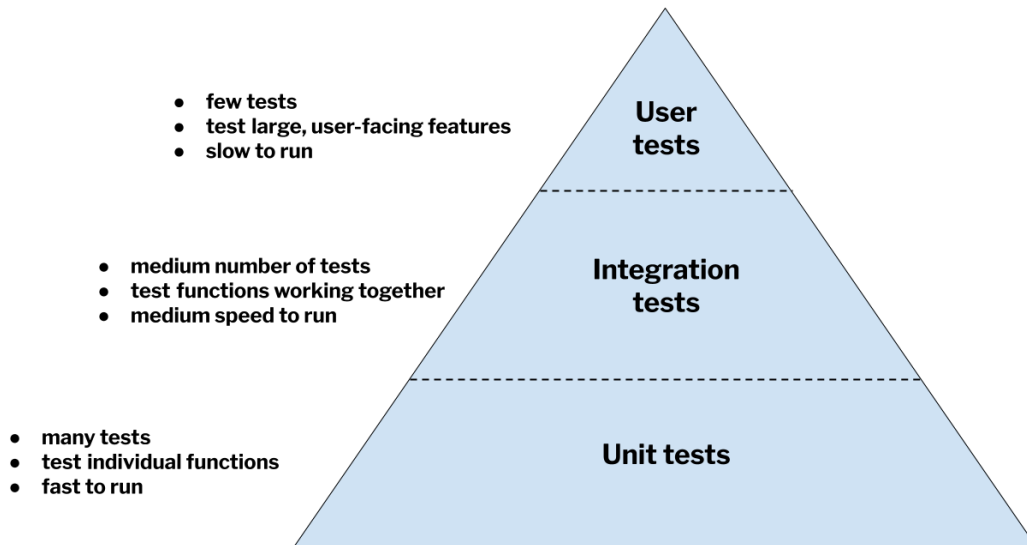 ● few tests
● test large, user-facing features
● slow to run
User
tests
● medium number of tests
● test functions working together
● medium speed to run
Integration
tests
● many tests
● test individual functions
● fast to run
Unit tests